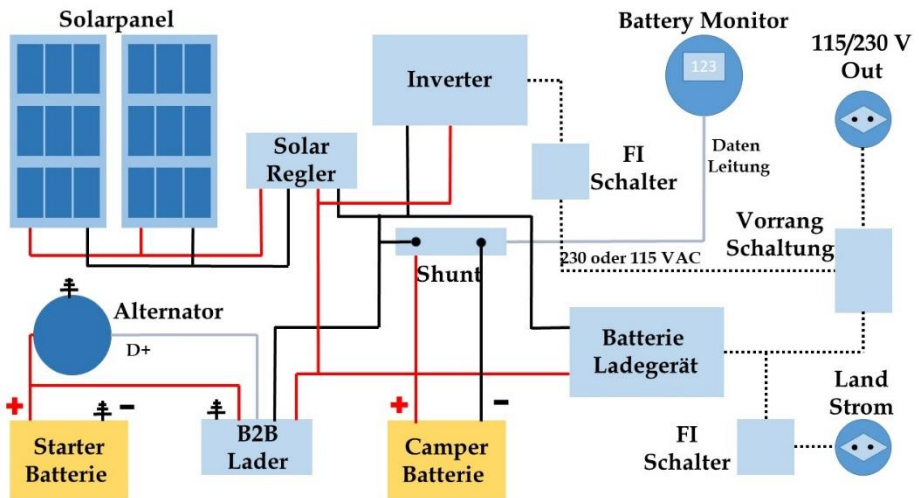 Solarpanel
Battery Monitor
115/230 V
Out
123
Inverter
Solar
Regler
FI
Schalter
Daten
Leitung
Vorrang
Schaltung
Shunt
230 oder 115 VAC
Alternator
D+
Batterie
Ladegerät
Land
Strom
+
-
+
-
Starter
Batterie
B2B
Lader
Camper
Batterie
FI
Schalter